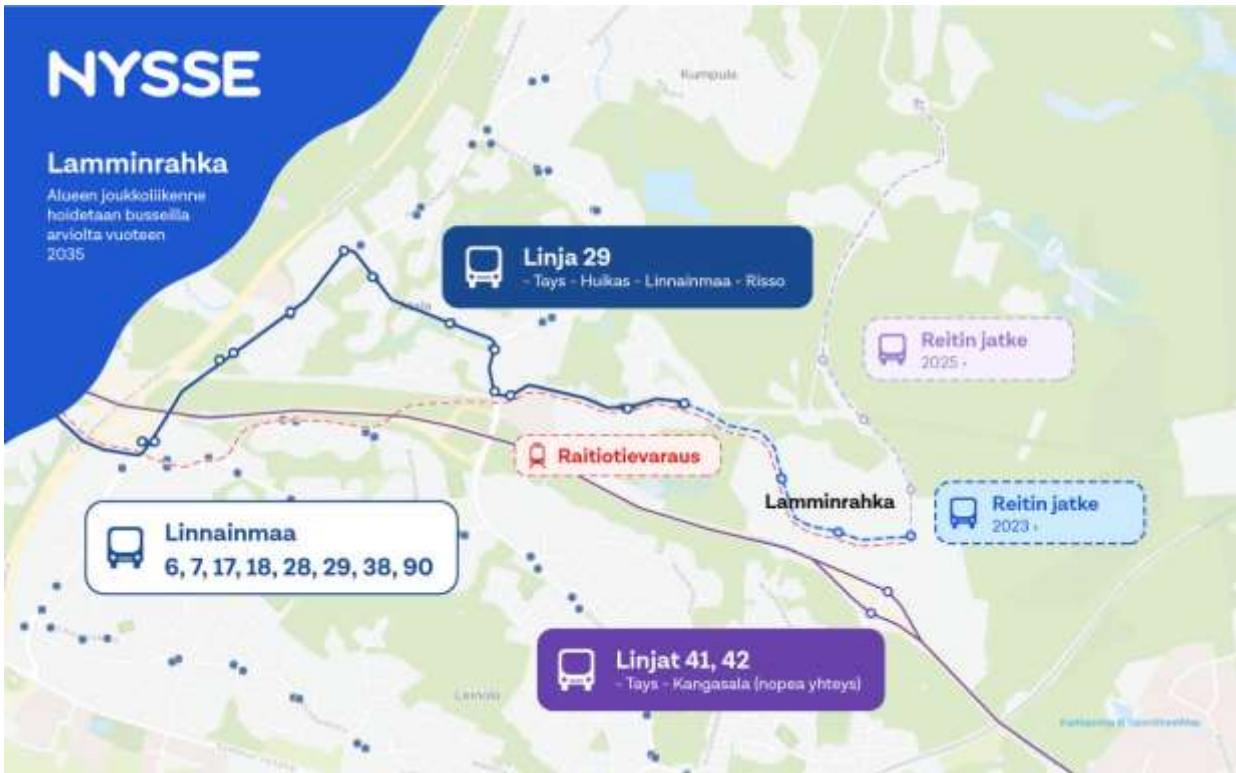 NYSSE
Lamminrahka
Alueen joukkoliikenne
hoidetaan busseilla
arviolta vuoteen
2035
Kumpula
Linja 29
- Tays - Huikas - Linnainmaa - Risso
Reitin jatke
2025 -
Raitiotievaraus
Lamminrahka
Reitin jatke
2023 -
Linnainmaa
6, 7, 17, 18, 28, 29, 38, 90
Linjat 41, 42
- Tays - Kangasala (nopea yhteys)
Leinola